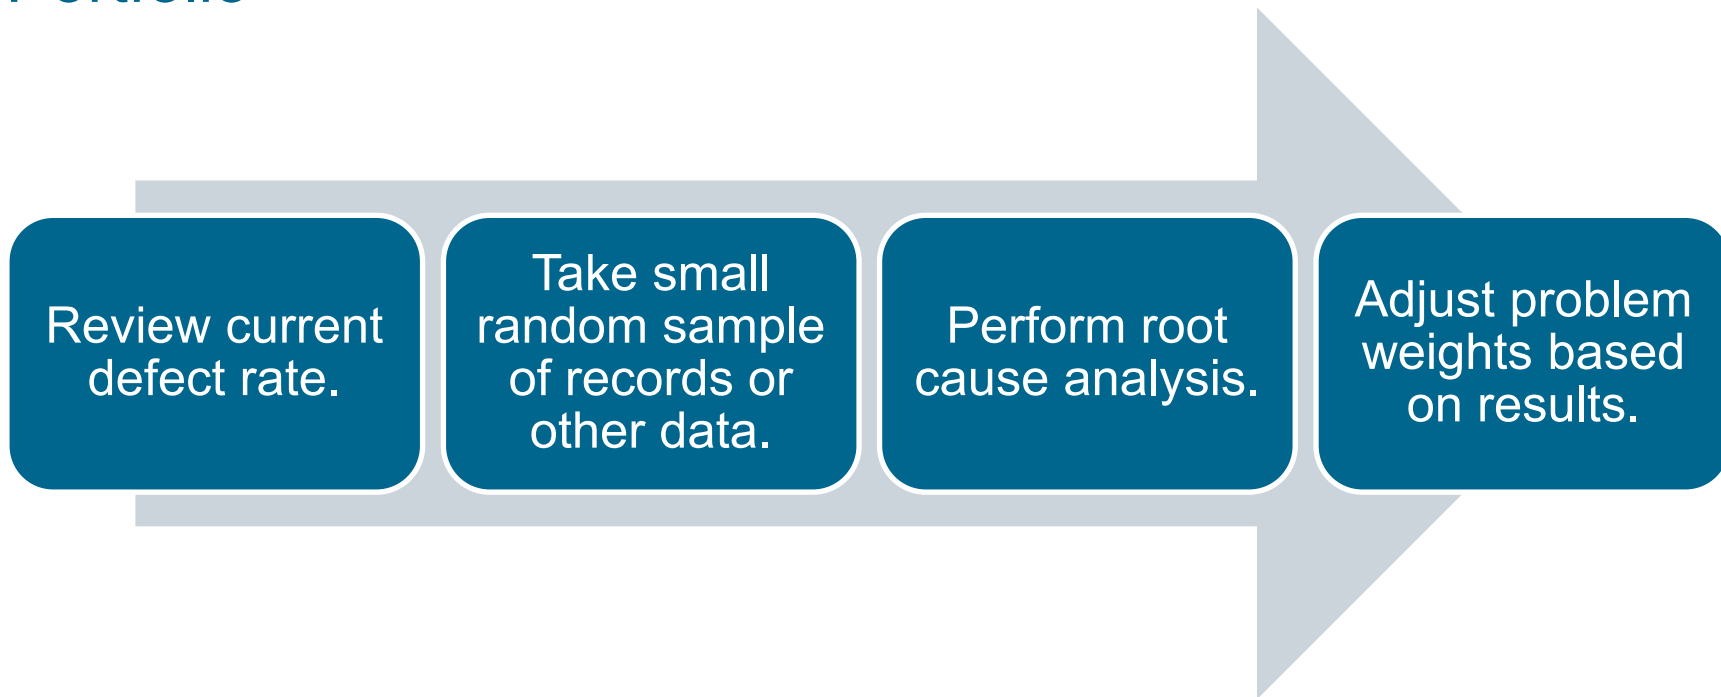 Portfolio
Review current
defect rate.
Take small
random sample
of records or
other data.
Perform root
cause analysis.
Adjust problem
weights based
on results.